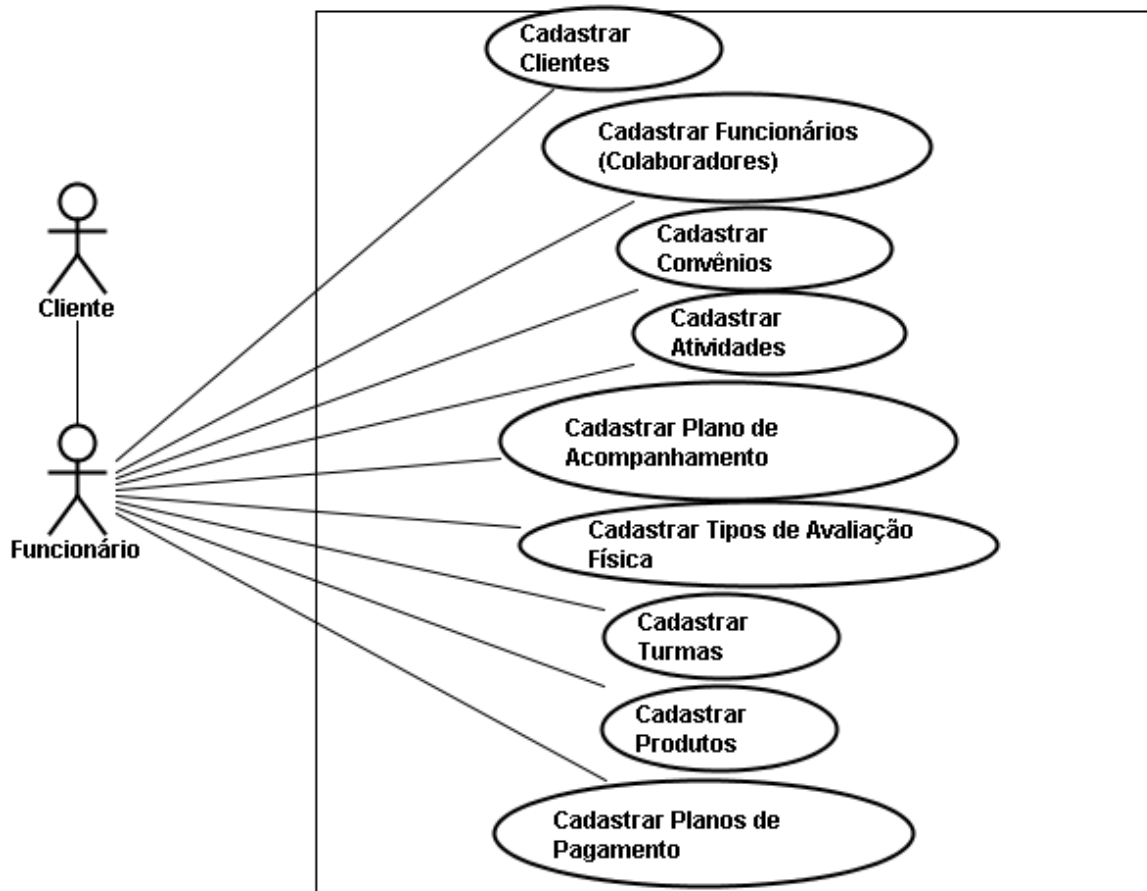 Cadastrar
Clientes
Cadastrar Funcionários
(Colaboradores)
Cadastrar
Convênios
Cliente
Cadastrar
Atividades
Cadastrar Plano de
Acompanhamento
Funcionário
Cadastrar Tipos de Avaliação
Física
Cadastrar
Turmas
Cadastrar
Produtos
Cadastrar Planos de
Pagamento